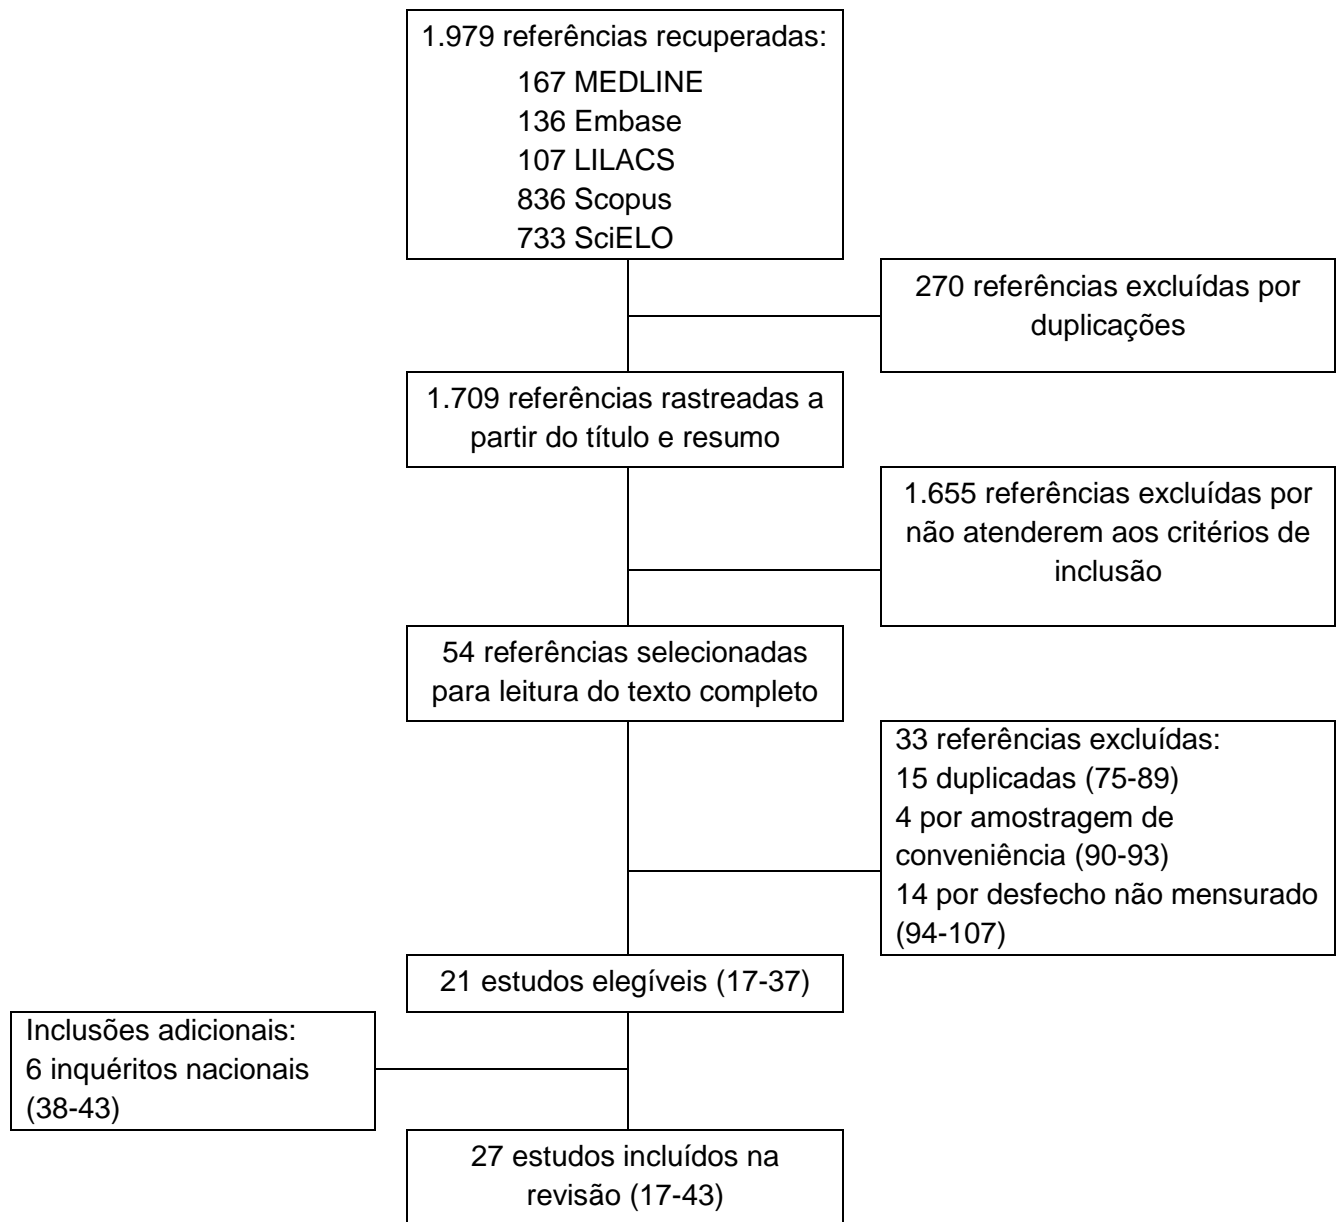 1.979 referências recuperadas:
167 MEDLINE
136 Embase
107 LILACS
836 Scopus
733 SciELO
270 referências excluídas por
duplicações
1.709 referências rastreadas a
partir do título e resumo
1.655 referências excluídas por
não atenderem aos critérios de
inclusão
54 referências selecionadas
para leitura do texto completo
33 referências excluídas:
15 duplicadas (75-89)
4 por amostragem de
conveniência (90-93)
14 por desfecho não mensurado
(94-107)
21 estudos elegíveis (17-37)
Inclusões adicionais:
6 inquéritos nacionais
(38-43)
27 estudos incluídos na
revisão (17-43)